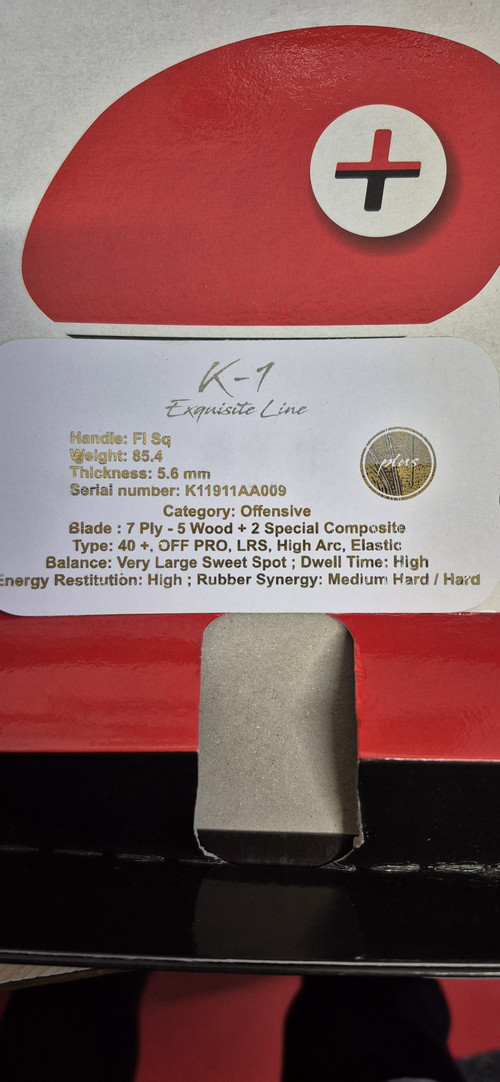 K-1
Exquisite Line
Handle: Fl Sq
Weight: 85.4
Thickness: 5.6 mm
Serial number: K11911AA009
plus
Category: Offensive
Blade : 7 Ply - 5 Wood + 2 Special Composite
Type: 40 +, OFF PRO, LRS, High Arc, Elastic
Balance: Very Large Sweet Spot ; Dwell Time: High
Energy Restitution: High ; Rubber Synergy: Medium Hard / Hard